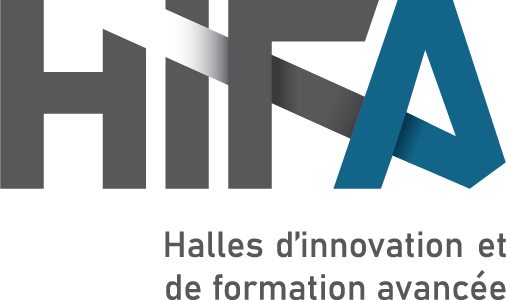 HIFA
Halles d'innovation et
de formation avancée